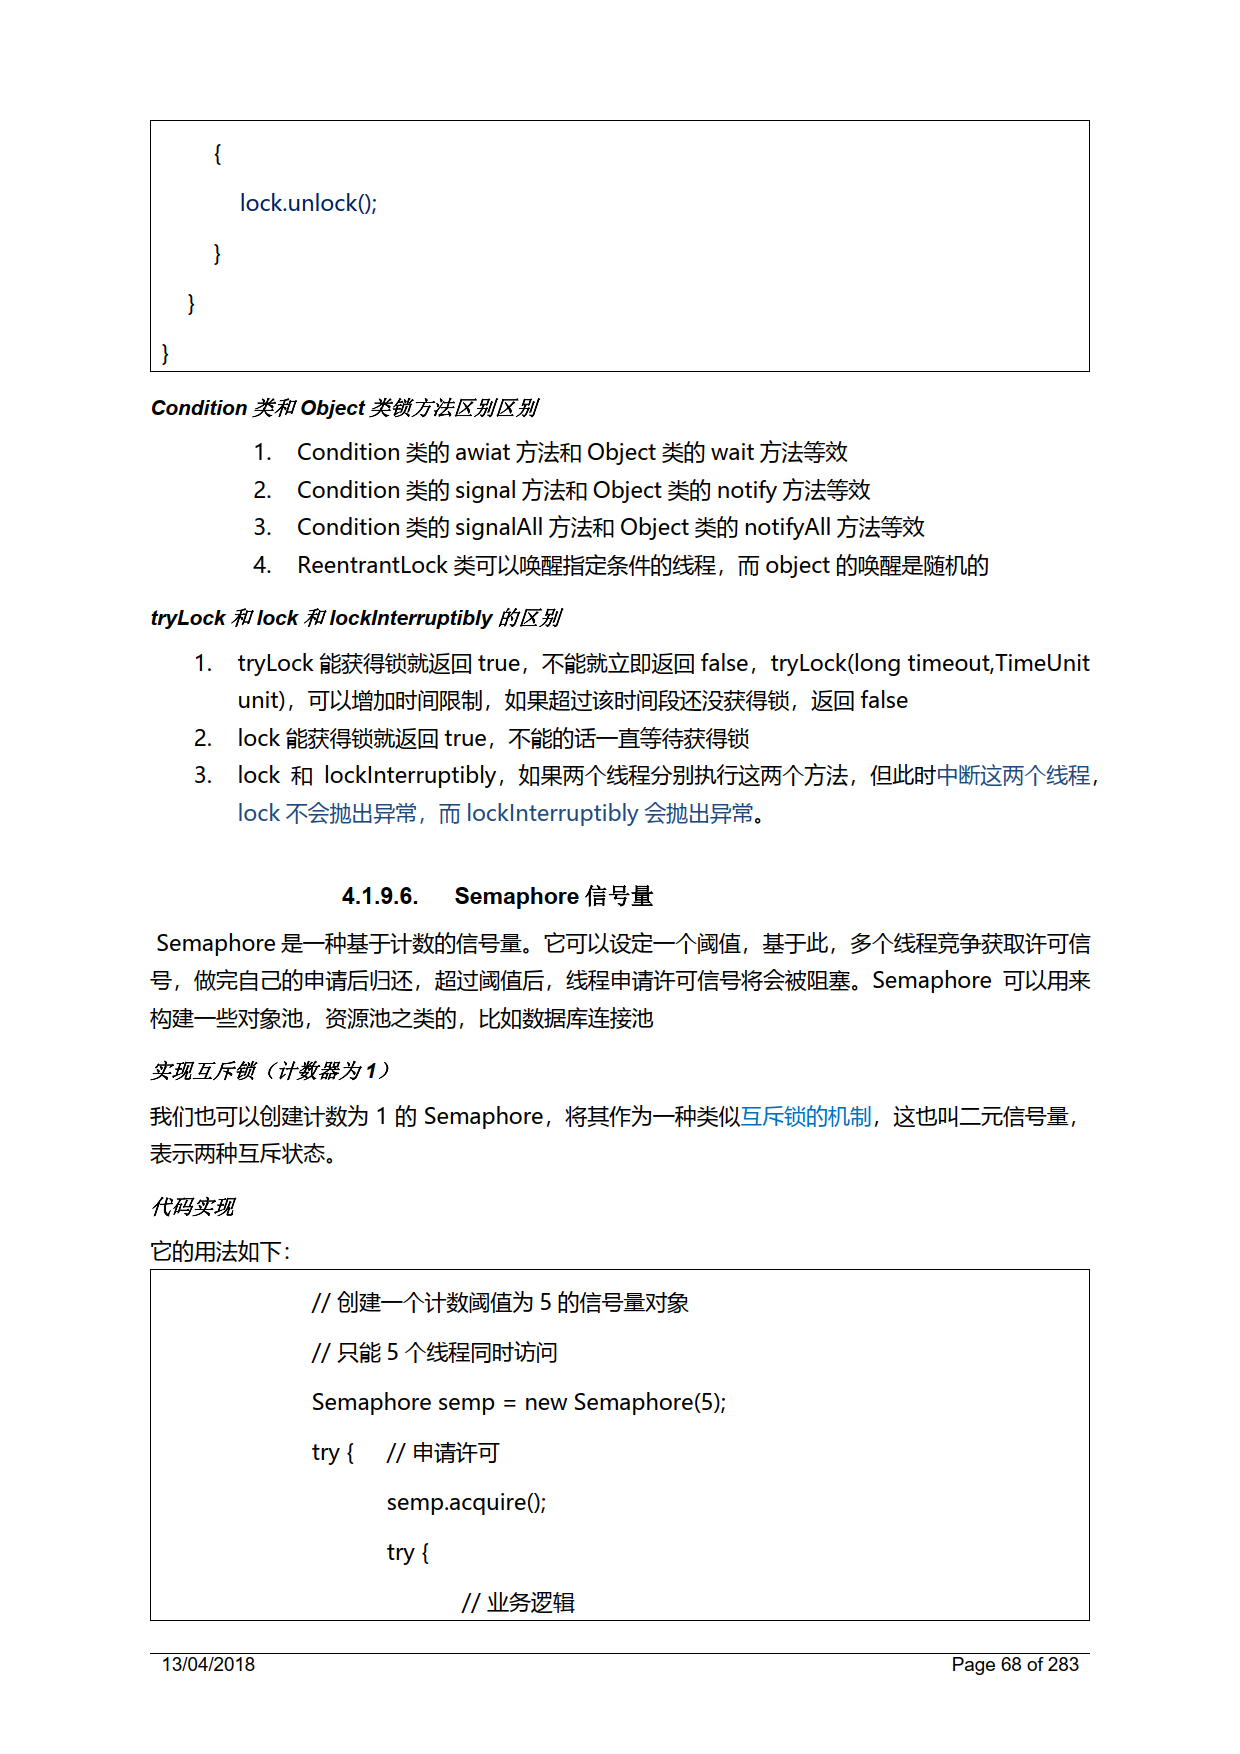 {
lock.unlock();
}
}
}
Condition 类和 Object 类锁方法区别区别
1. Condition 类的 awiat 方法和 Object 类的 wait 方法等效
2. Condition 类的 signal 方法和 Object 类的 notify 方法等效
3. Condition 类的 signalAll 方法和 Object 类的 notifyAll 方法等效
4. ReentrantLock 类可以唤醒指定条件的线程，而 object 的唤醒是随机的
tryLock 和 lock 和 lockInterruptibly 的区别
1. tryLock 能获得锁就返回 true，不能就立即返回 false，tryLock(long timeout,TimeUnit
unit)，可以增加时间限制，如果超过该时间段还没获得锁，返回 false
2. lock 能获得锁就返回 true，不能的话一直等待获得锁
3. lock 和 lockInterruptibly，如果两个线程分别执行这两个方法，但此时中断这两个线程，
lock 不会抛出异常，而 lockInterruptibly 会抛出异常。
4.1.9.6. Semaphore 信号量
Semaphore 是一种基于计数的信号量。它可以设定一个阈值，基于此，多个线程竞争获取许可信
号，做完自己的申请后归还，超过阈值后，线程申请许可信号将会被阻塞。Semaphore 可以用来
构建一些对象池，资源池之类的，比如数据库连接池
实现互斥锁（计数器为 1）
我们也可以创建计数为 1 的 Semaphore，将其作为一种类似互斥锁的机制，这也叫二元信号量，
表示两种互斥状态。
代码实现
它的用法如下：
// 创建一个计数阈值为 5 的信号量对象
// 只能 5 个线程同时访问
Semaphore semp = new Semaphore(5);
try { // 申请许可
semp.acquire();
try {
// 业务逻辑
13/04/2018 Page 68 of 283